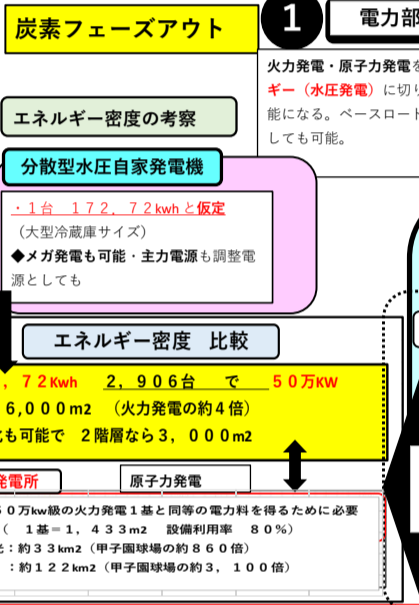 炭素フェーズアウト
1
電力部
火力発電・原子力発電を
ギー（水圧発電）に切り
能になる。ベースロート
しても可能。
エネルギー密度の考察
分散型水圧自家発電機
・１台　１７２．７２kwhと仮定
（大型冷蔵庫サイズ）
◆メガ発電も可能・主力電源も調整電
源としても
エネルギー密度　比較
，７２Kwh　２，９０６台　で　５０万KW
６,０００m2　（火力発電の約４倍）
化も可能で　２階層なら３，０００m2
発電所
原子力発電
５０万kw級の火力発電１基と同等の電力料を得るために必要
（　１基＝１，４３３m2　設備利用率　８０％）
光：約３３km2（甲子園球場の約８６０倍）
：約１２２km2（甲子園球場の約３，１００倍）